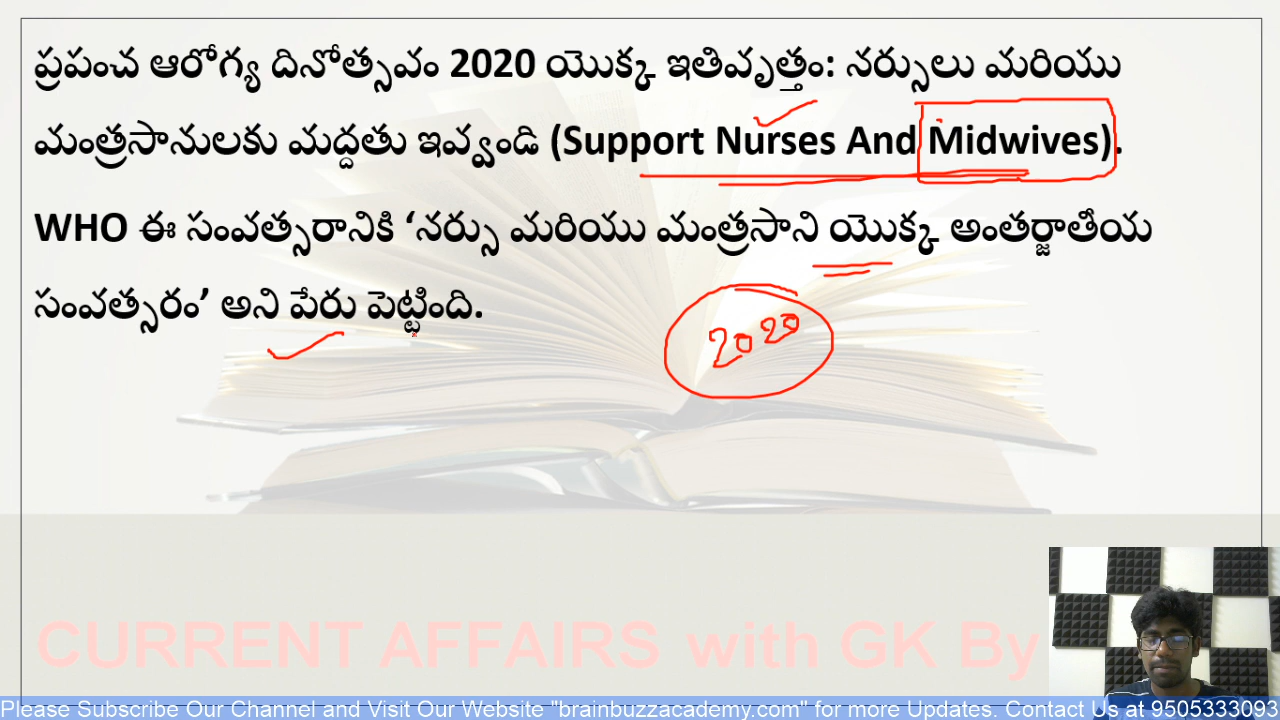 ప్రపంచ ఆరోగ్య దినోత్సవం 2020 యొక్క ఇతివృత్తం: నర్సులు మరియు
మంత్రసానులకు మద్దతు ఇవ్వండి (Support Nurses And Midwives).
WHO ఈ సంవత్సరానికి ‘నర్సు మరియు మంత్రసాని యొక్క అంతర్జాతీయ
సంవత్సరం’ అని పేరు పెట్టింది.
2020
CURRENT AFFAIRS with GK By
Please Subscribe Our Channel and Visit Our Website "brainbuzzacademy.com" for more Updates. Contact Us at 9505333093